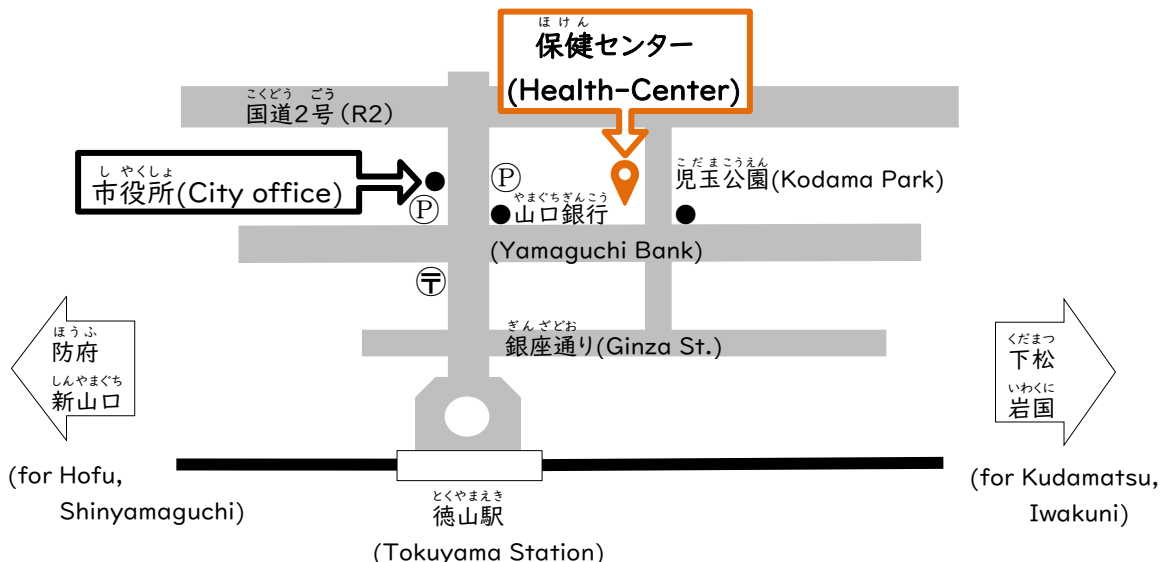 ほけん
保健センター
(Health-Center)
こくどう ごう
国道2号(R2)
しやくしょ
市役所(City office)
P
P
やまぐちぎんこう
山口銀行
(Yamaguchi Bank)
こだまこうえん
児玉公園(Kodama Park)
〒
ぎんざどお
銀座通り(Ginza St.)
ほうふ
防府
しんやまぐち
新山口
(for Hofu,
Shinyamaguchi)
くだまつ
下松
いわくに
岩国
(for Kudamatsu,
Iwakuni)
とくやまえき
徳山駅
(Tokuyama Station)